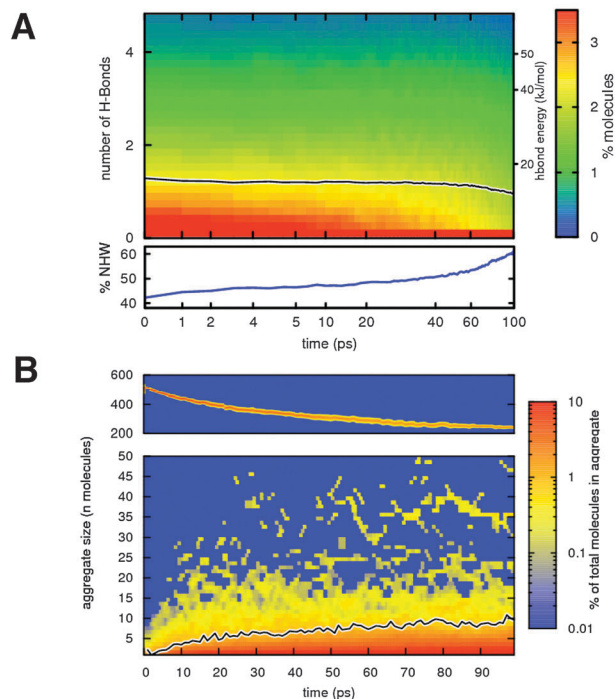 A
number of H-Bonds
4
2
0
50
40
20
hbond energy (kJ/mol)
3
2
1
0
% molecules
% NHW
60
50
40
0 1 2 4 5 10 20 40 60 100
time (ps)
B
600
400
200
aggregate size (n molecules)
50
45
40
35
30
25
20
15
10
5
0 10 20 30 40 50 60 70 80 90
time (ps)
10
1
0.1
0.01
% of total molecules in aggregate